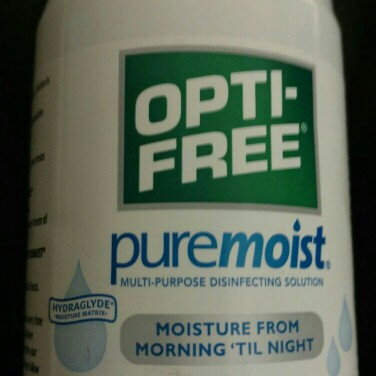 OPTI-
FREE®
puremoist®
MULTI-PURPOSE DISINFECTING SOLUTION
HYDRAGLYDE®
•MOISTURE MATRIX•
MOISTURE FROM
MORNING 'TIL NIGHT